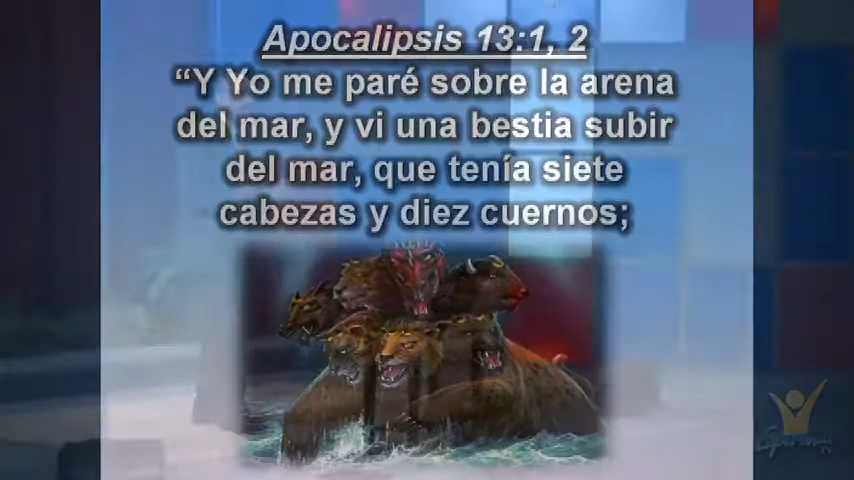 Apocalipsis 13:1, 2
“Y Yo me paré sobre la arena
del mar, y vi una bestia subir
del mar, que tenía siete
cabezas y diez cuernos;